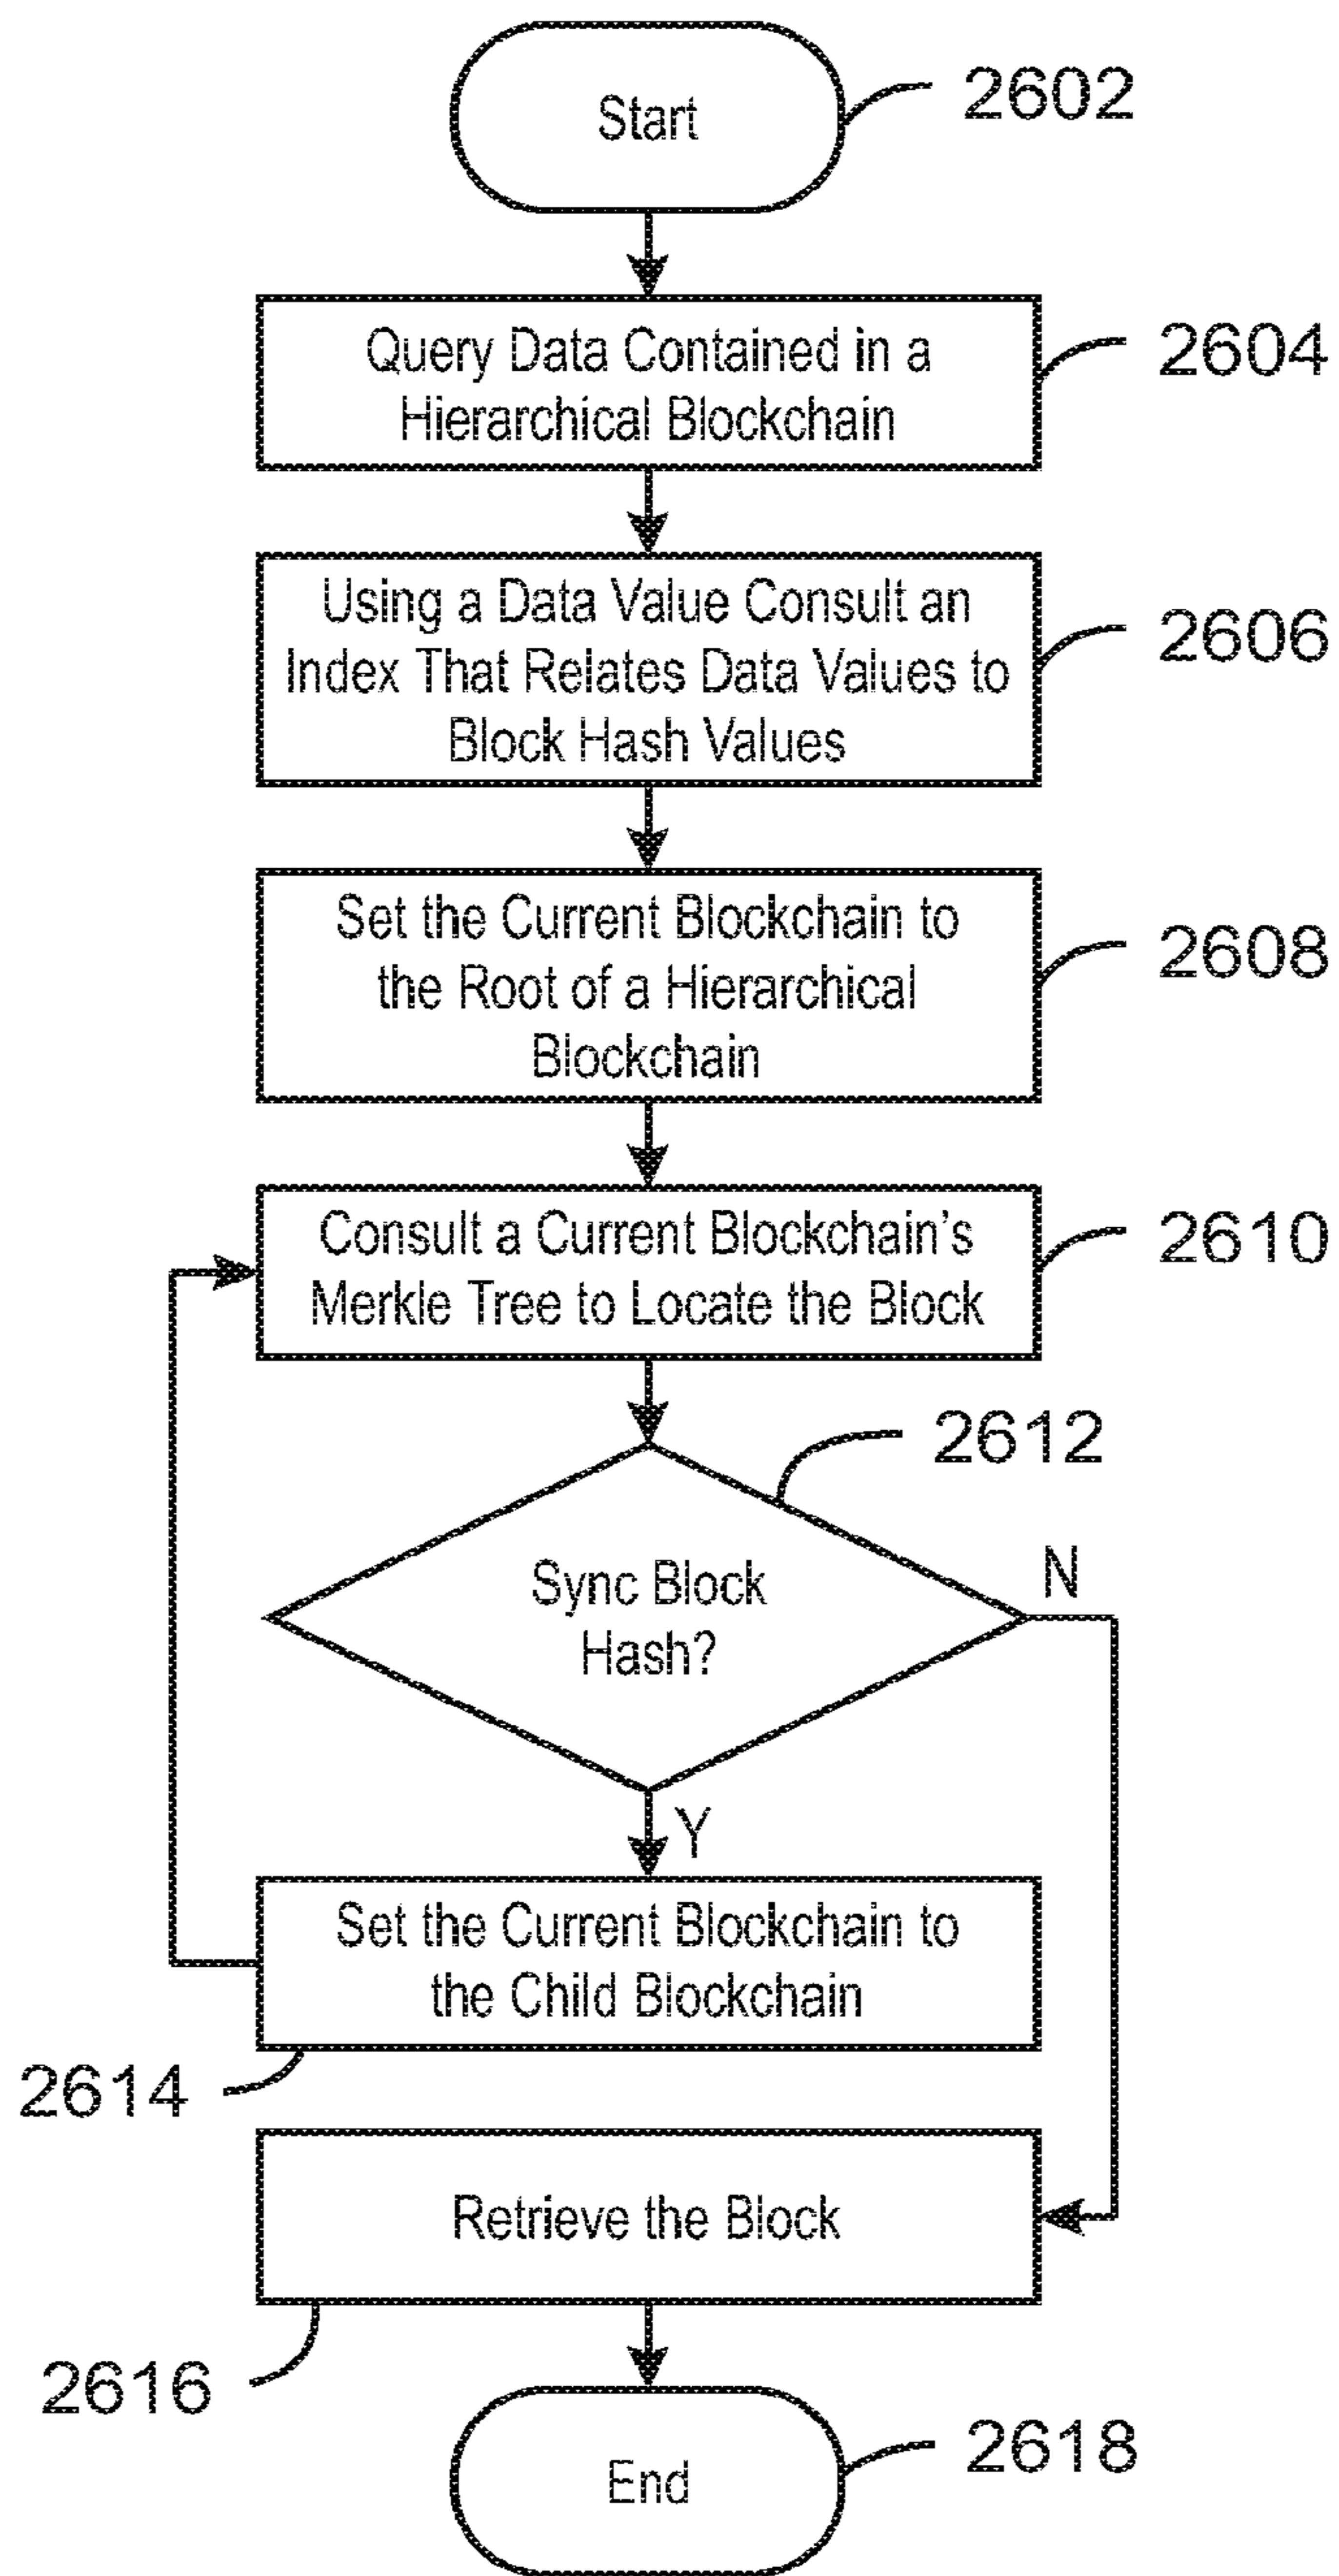 Start
2602
Query Data Contained in a
Hierarchical Blockchain
2604
Using a Data Value Consult an
Index That Relates Data Values to
Block Hash Values
2606
Set the Current Blockchain to
the Root of a Hierarchical
Blockchain
2608
Consult a Current Blockchain's
Merkle Tree to Locate the Block
2610
2612
Sync Block
Hash?
N
Y
Set the Current Blockchain to
the Child Blockchain
2614
Retrieve the Block
2616
End
2618